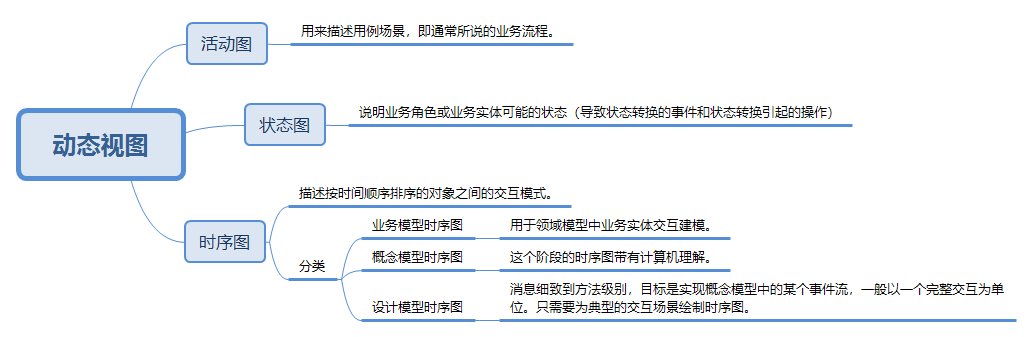 动态视图
活动图
用来描述用例场景，即通常所说的业务流程。
状态图
说明业务角色或业务实体可能的状态（导致状态转换的事件和状态转换引起的操作）
时序图
描述按时间顺序排序的对象之间的交互模式。
分类
业务模型时序图
用于领域模型中业务实体交互建模。
概念模型时序图
这个阶段的时序图带有计算机理解。
设计模型时序图
消息细致到方法级别，目标是实现概念模型中的某个事件流，一般以一个完整交互为单
位。只需要为典型的交互场景绘制时序图。